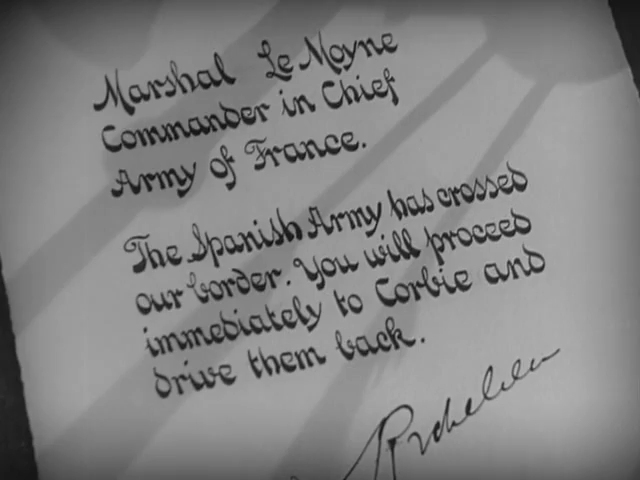 Marshal Le Moyne
Commander in Chief
Army of France.
The Spanish Army has crossed
our border. You will proceed
immediately to Corbie and
drive them back.
Richelieu